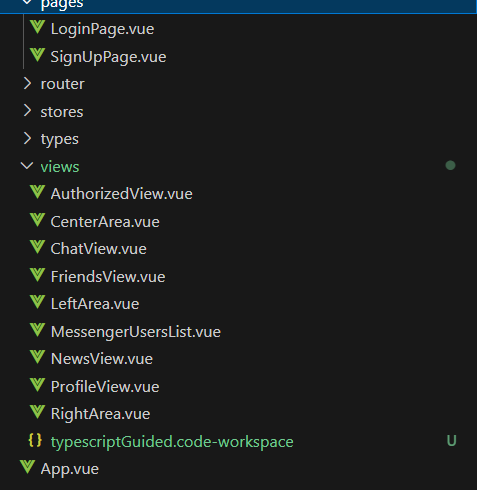 pages
LoginPage.vue
SignUpPage.vue
router
stores
types
views
AuthorizedView.vue
CenterArea.vue
ChatView.vue
FriendsView.vue
LeftArea.vue
MessengerUsersList.vue
NewsView.vue
ProfileView.vue
RightArea.vue
{} typescriptGuided.code-workspace U
App.vue